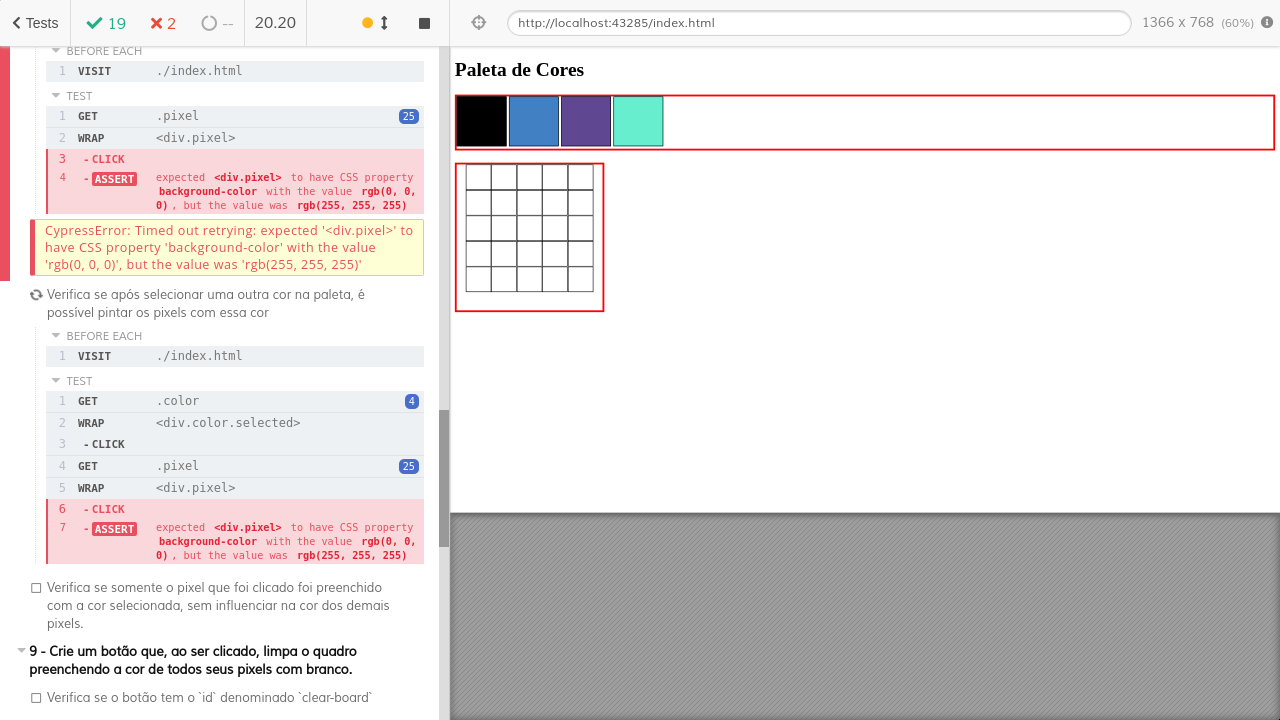 Tests
19
2
--
20.20
http://localhost:43285/index.html
1366 x 768 (60%)
BEFORE EACH
1 VISIT ./index.html
TEST
1 GET .pixel 25
2 WRAP <div.pixel>
3 - CLICK
4 - ASSERT expected <div.pixel> to have CSS property
background-color with the value rgb(0, 0,
0) , but the value was rgb(255, 255, 255)
CypressError: Timed out retrying: expected '<div.pixel>' to
have CSS property 'background-color' with the value
'rgb(0, 0, 0)', but the value was 'rgb(255, 255, 255)'
Verifica se após selecionar uma outra cor na paleta, é
possível pintar os pixels com essa cor
BEFORE EACH
1 VISIT ./index.html
TEST
1 GET .color 4
2 WRAP <div.color.selected>
3 - CLICK
4 GET .pixel 25
5 WRAP <div.pixel>
6 - CLICK
7 - ASSERT expected <div.pixel> to have CSS property
background-color with the value rgb(0, 0,
0) , but the value was rgb(255, 255, 255)
Verifica se somente o pixel que foi clicado foi preenchido
com a cor selecionada, sem influenciar na cor dos demais
pixels.
9 - Crie um botão que, ao ser clicado, limpa o quadro
preenchendo a cor de todos seus pixels com branco.
Verifica se o botão tem o `id` denominado `clear-board`
Paleta de Cores